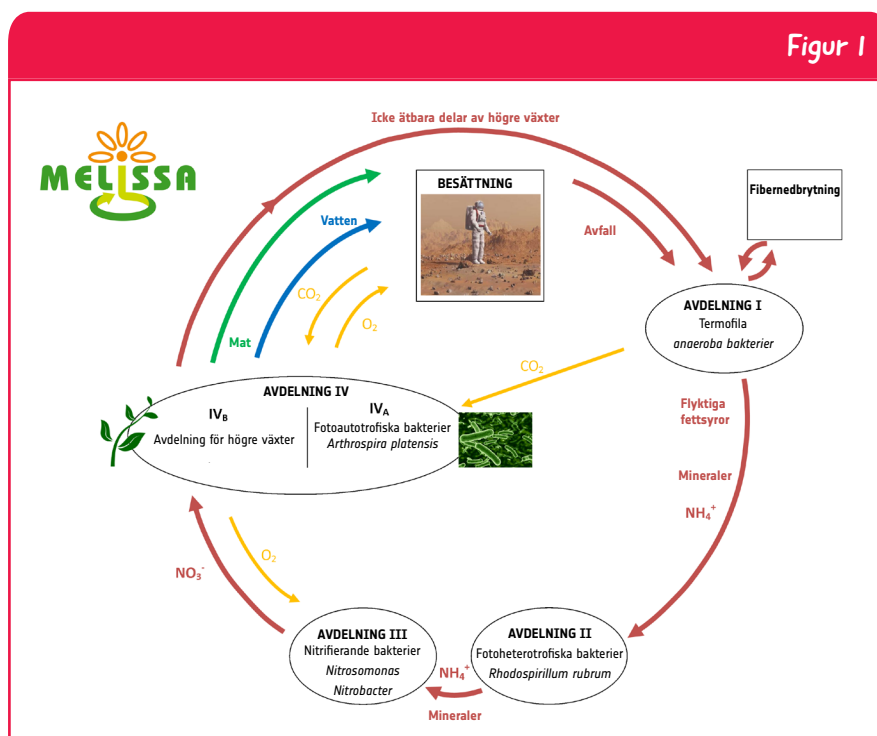 Figur 1
Icke ätbara delar av högre växter
MELiSSA
BESÄTTNING
Fibernedbrytning
Vatten
Avfall
CO₂
O₂
Mat
AVDELNING I
Termofila
anaeroba bakterier
CO₂
AVDELNING IV
IV_B
Avdelning för högre växter
IV_A
Fotoautotrofiska bakterier
Arthrospira platensis
Flyktiga
fettsyror
Mineraler
NH₄⁺
O₂
NO₃⁻
AVDELNING III
Nitrifierande bakterier
Nitrosomonas
Nitrobacter
NH₄⁺
Mineraler
AVDELNING II
Fotoheterotrofiska bakterier
Rhodospirillum rubrum